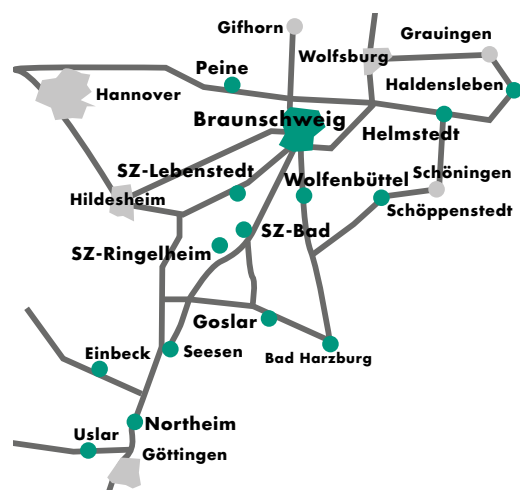 Gifhorn
Grauingen
Wolfsburg
Peine
Haldensleben
Hannover
Braunschweig
Helmstedt
SZ-Lebenstedt
Wolfenbüttel
Schöningen
Hildesheim
Schöppenstedt
SZ-Bad
SZ-Ringelheim
Goslar
Einbeck
Seesen
Bad Harzburg
Northeim
Uslar
Göttingen